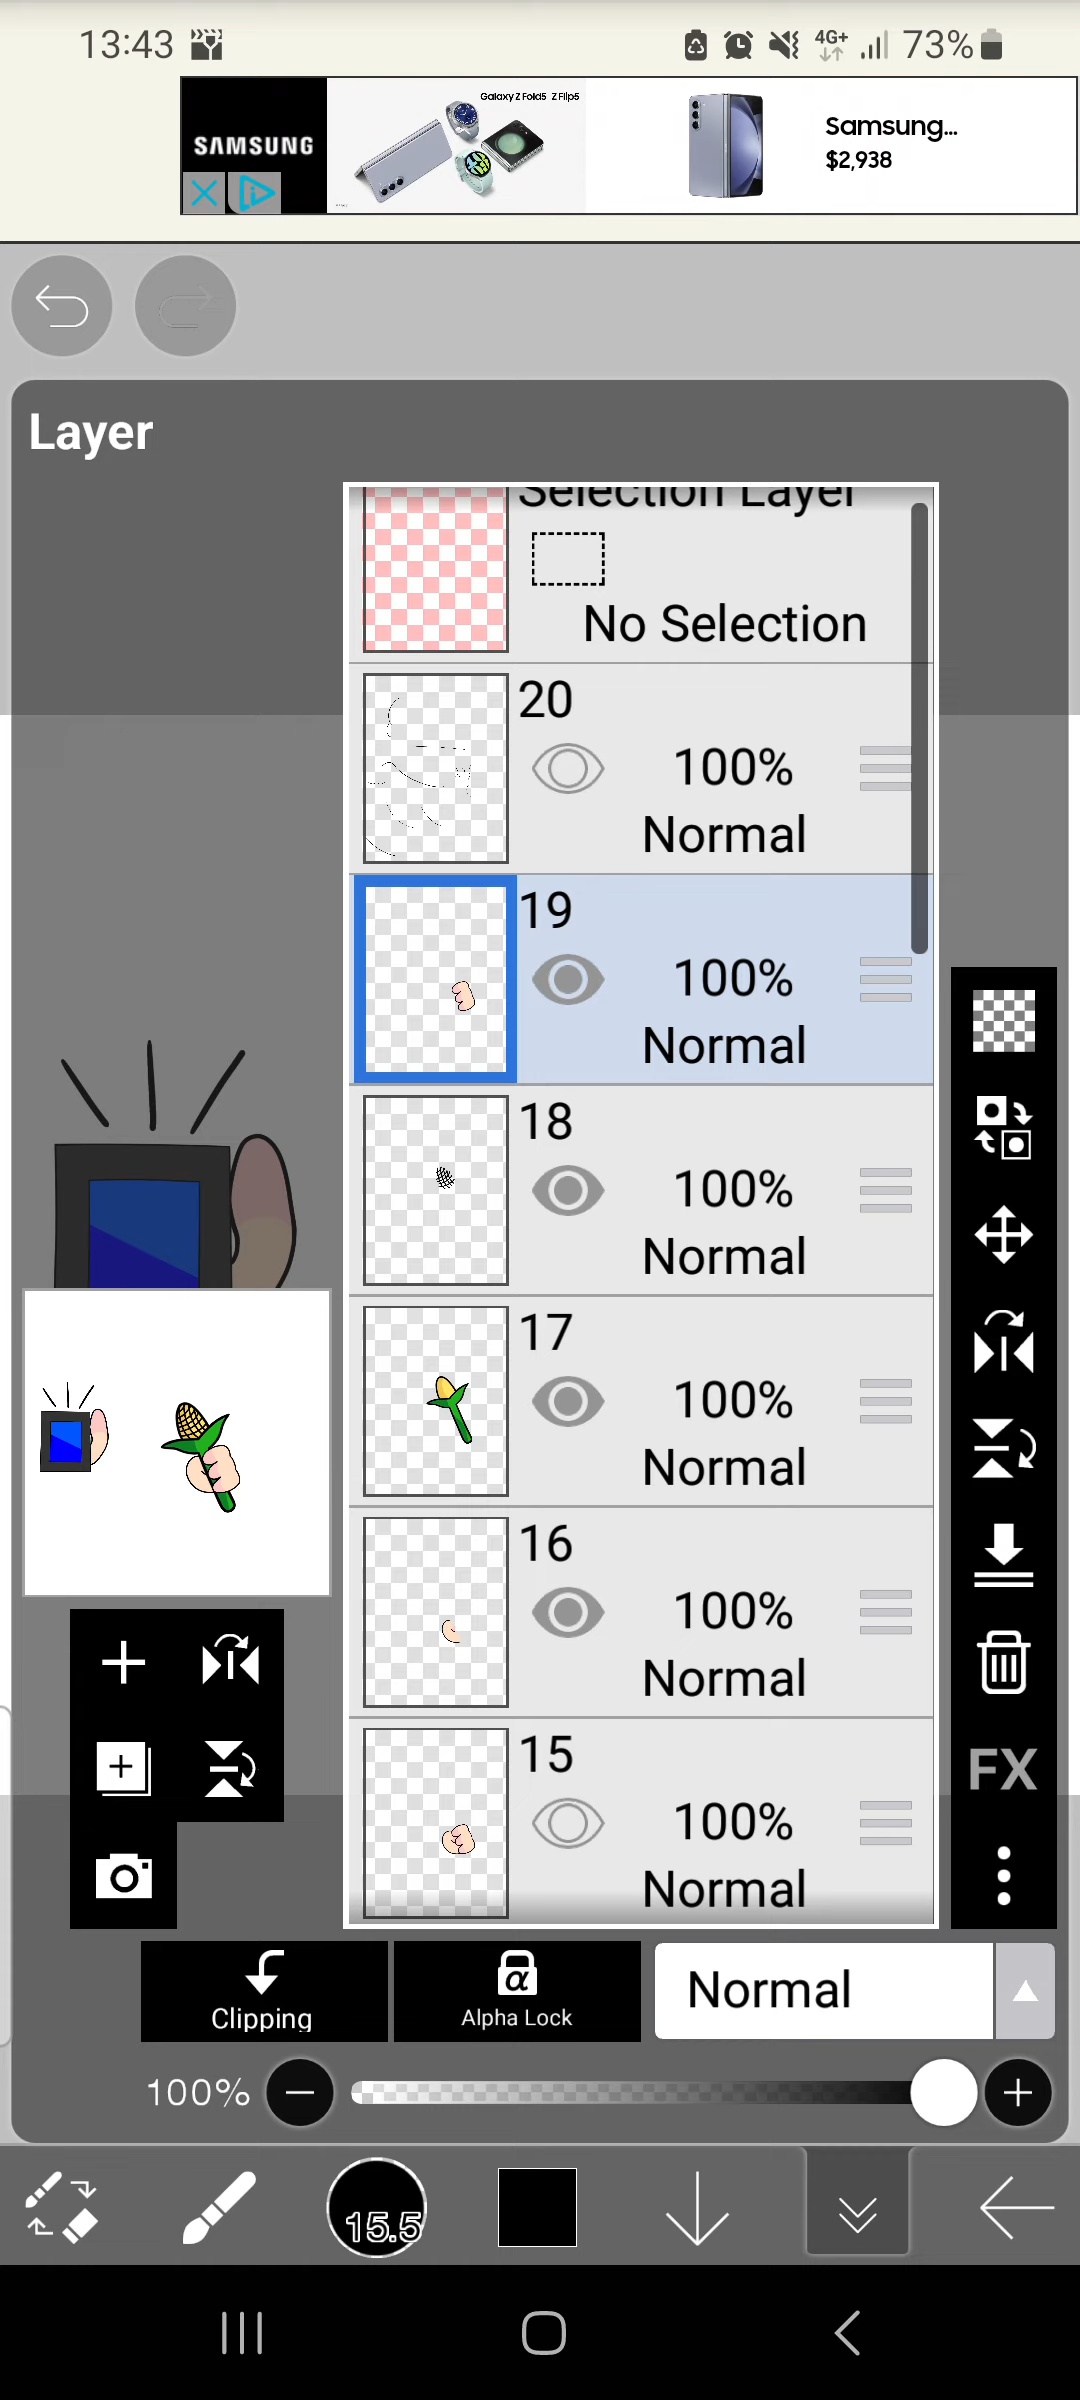 13:43
4G+
73%
SAMSUNG
Galaxy Z Fold5 Z Flip5
Samsung...
$2,938
Layer
Selection Layer
No Selection
20
100%
Normal
19
100%
Normal
18
100%
Normal
17
100%
Normal
16
100%
Normal
15
100%
Normal
FX
Clipping
α
Alpha Lock
Normal
100%
15.5